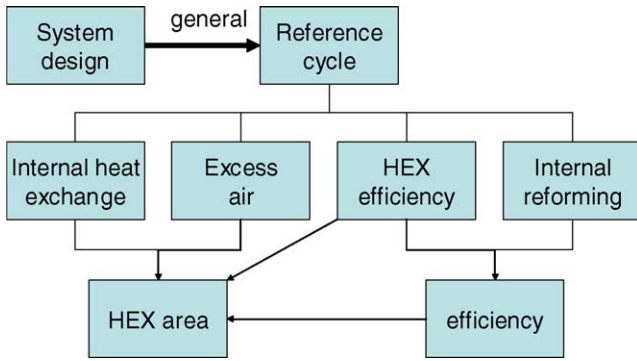 general
System
design
Reference
cycle
Internal heat
exchange
Excess
air
HEX
efficiency
Internal
reforming
HEX area
efficiency